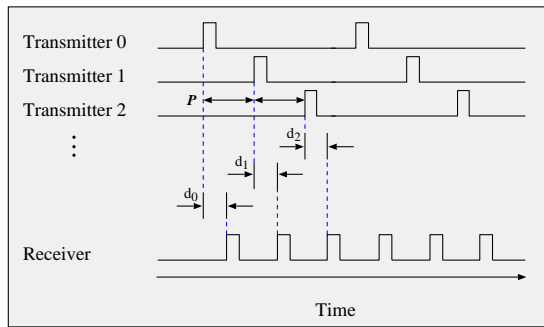 Transmitter 0
Transmitter 1
P
Transmitter 2
d2
d1
d0
Receiver
Time